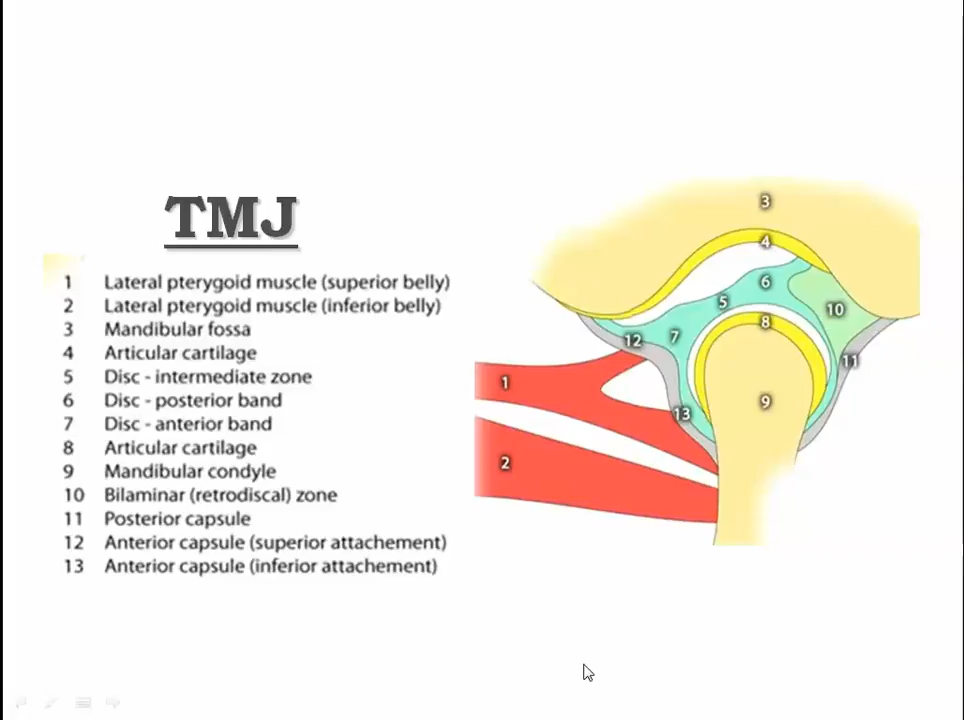 TMJ
1 Lateral pterygoid muscle (superior belly)
2 Lateral pterygoid muscle (inferior belly)
3 Mandibular fossa
4 Articular cartilage
5 Disc - intermediate zone
6 Disc - posterior band
7 Disc - anterior band
8 Articular cartilage
9 Mandibular condyle
10 Bilaminar (retrodiscal) zone
11 Posterior capsule
12 Anterior capsule (superior attachement)
13 Anterior capsule (inferior attachement)
3
4
6
5
10
8
7
12
11
1
9
13
2